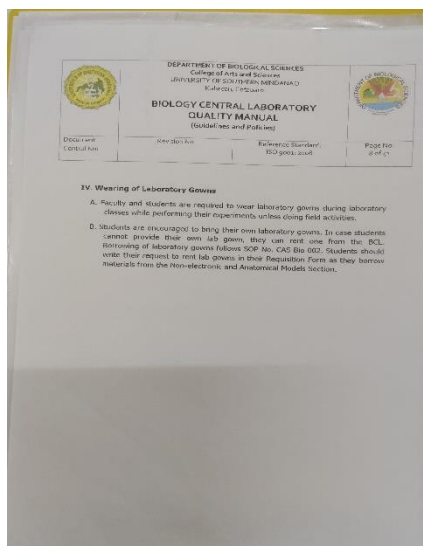 DEPARTMENT OF BIOLOGICAL SCIENCES
College of Arts and Sciences
UNIVERSITY OF SOUTHERN MINDANAO
Kabacan, Cotabato
BIOLOGY CENTRAL LABORATORY
QUALITY MANUAL
(Guidelines and Policies)
Document
Control No.
Revision No.
Reference Standard:
ISO 9001:2008
Page No.
IV. Wearing of Laboratory Gowns
A. Faculty and students are required to wear laboratory gowns during laboratory
classes while performing their experiments unless doing field activities.
B. Students are encouraged to bring their own laboratory gowns. In case students
cannot provide their own lab gown, they can rent one from the BCL.
Borrowing of laboratory gowns follows SOP No. CAS Bio 002. Students should
write their request to rent lab gowns in their Requisition Form as they borrow
materials from the Non-electronic and Anatomical Models Section.